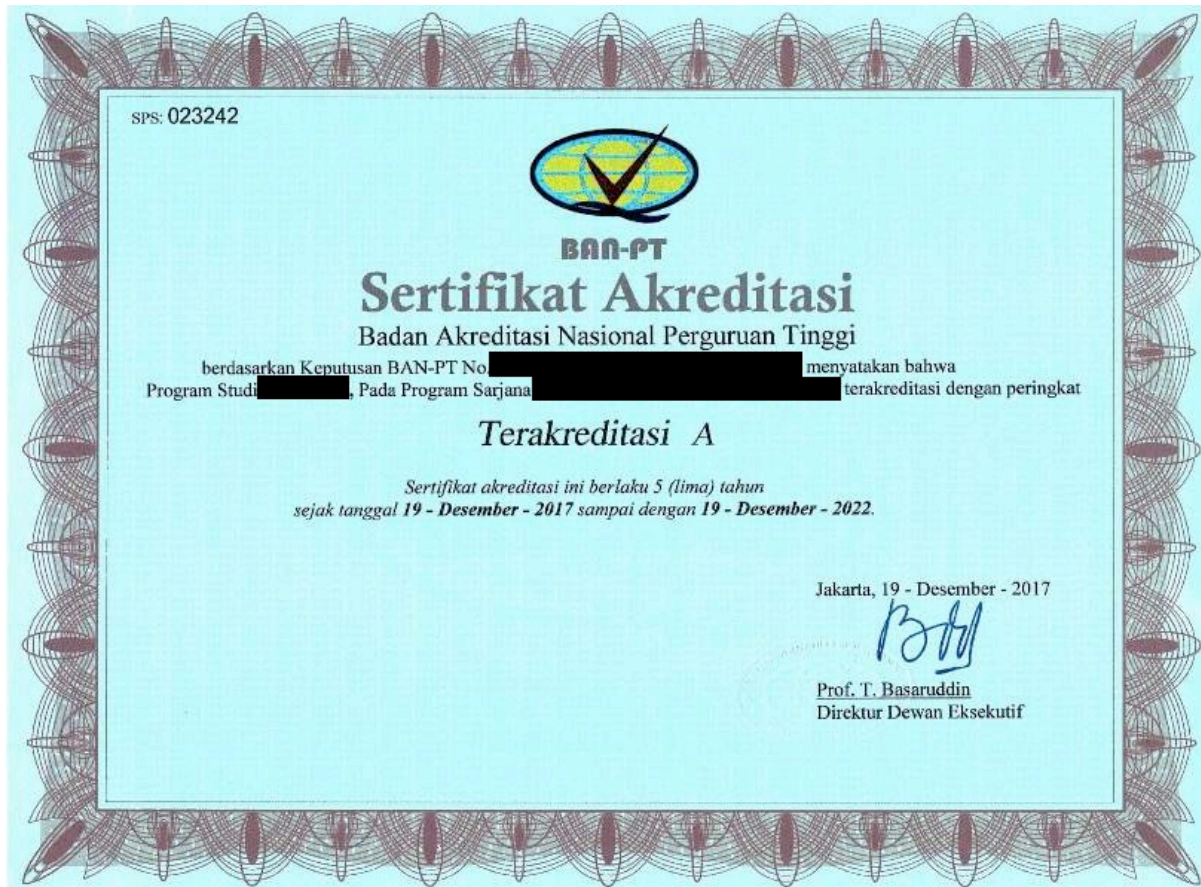 SPS: 023242
BAN-PT
Sertifikat Akreditasi
Badan Akreditasi Nasional Perguruan Tinggi
berdasarkan Keputusan BAN-PT No. menyatakan bahwa
Program Studi , Pada Program Sarjana terakreditasi dengan peringkat
Terakreditasi A
Sertifikat akreditasi ini berlaku 5 (lima) tahun
sejak tanggal 19 - Desember - 2017 sampai dengan 19 - Desember - 2022.
Jakarta, 19 - Desember - 2017
Prof. T. Basaruddin
Direktur Dewan Eksekutif